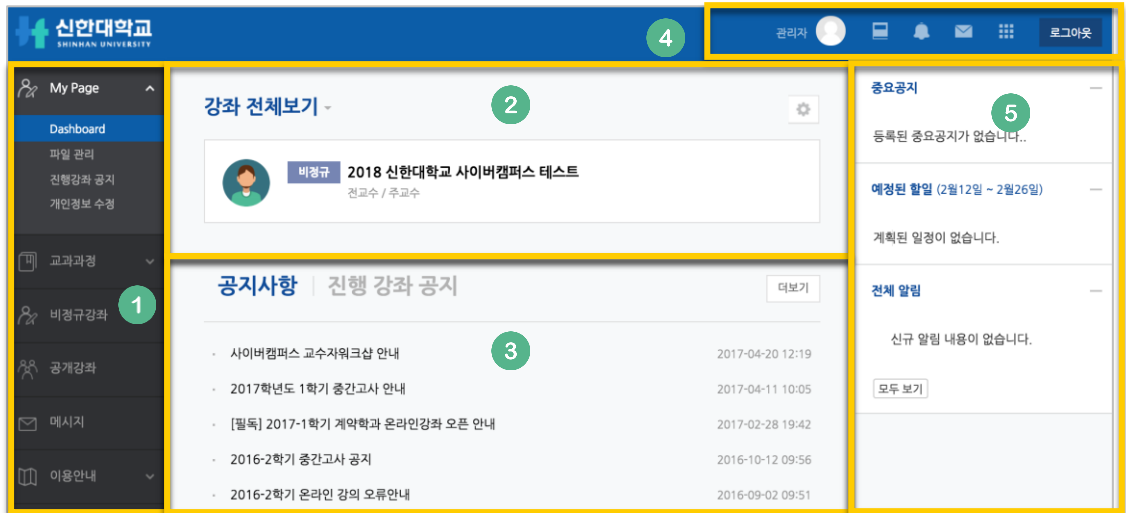 신한대학교
SHINHAN UNIVERSITY
4
관리자
로그아웃
My Page
Dashboard
파일 관리
진행강좌 공지
개인정보 수정
교과과정
1
비정규강좌
공개강좌
메시지
이용안내
강좌 전체보기
2
비정규
2018 신한대학교 사이버캠퍼스 테스트
전교수 / 주교수
공지사항
진행 강좌 공지
더보기
3
사이버캠퍼스 교수자워크샵 안내 2017-04-20 12:19
2017학년도 1학기 중간고사 안내 2017-04-11 10:05
[필독] 2017-1학기 계약학과 온라인강좌 오픈 안내 2017-02-28 19:42
2016-2학기 중간고사 공지 2016-10-12 09:56
2016-2학기 온라인 강의 오류안내 2016-09-02 09:51
중요공지
5
등록된 중요공지가 없습니다..
예정된 할일 (2월12일 ~ 2월26일)
계획된 일정이 없습니다.
전체 알림
신규 알림 내용이 없습니다.
모두 보기